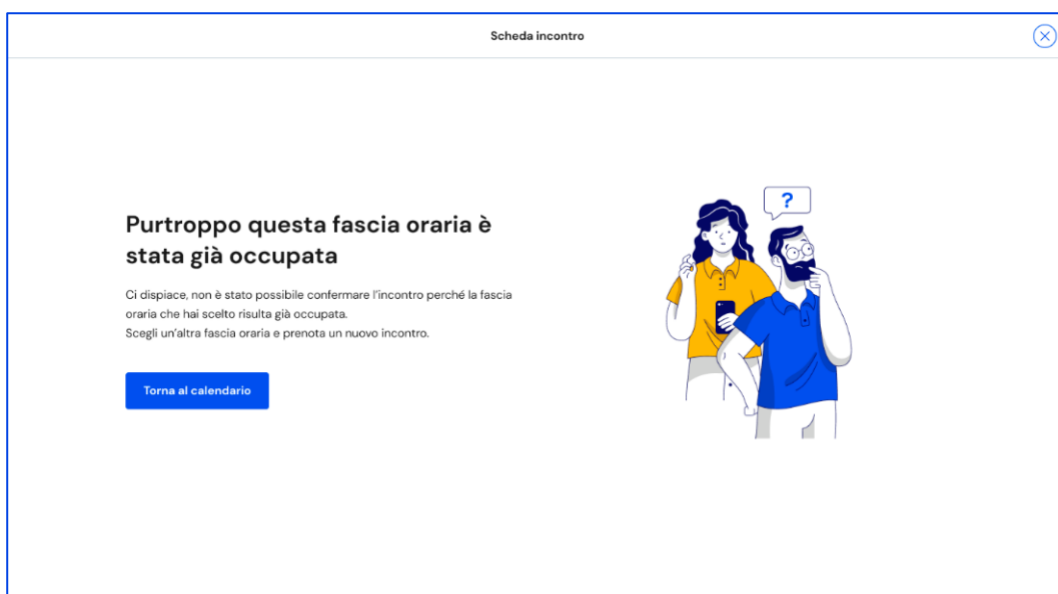 Scheda incontro
?
Purtroppo questa fascia oraria è
stata già occupata
Ci dispiace, non è stato possibile confermare l'incontro perché la fascia
oraria che hai scelto risulta già occupata.
Scegli un'altra fascia oraria e prenota un nuovo incontro.
Torna al calendario